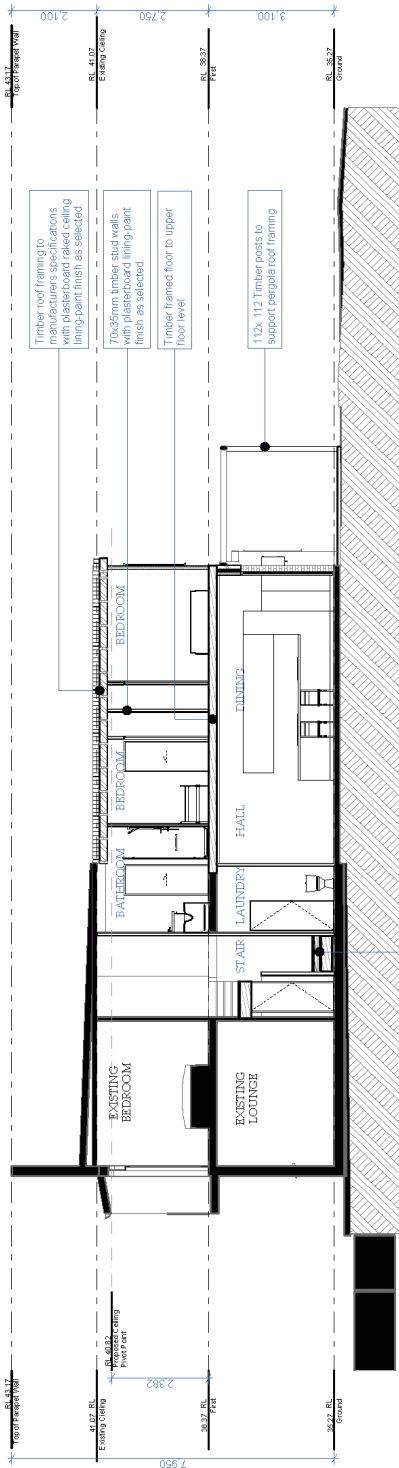 RL 43.17
Top of Parapet Wall
41.07 RL
Existing Cieling
RL 40.82
Proposed Ceiling
Pivot Point
38.37 RL
First
35.27 RL
Ground
7,950
2,382
EXISTING
BEDROOM
BATHROOM
BEDROOM
BEDROOM
EXISTING
LOUNGE
STAIR
LAUNDRY
HALL
DINING
Timber roof framing to
manufacturers specifications
with plasterboard raked ceiling
lining-paint finish as selected.
70x35mm timber stud walls
with plasterboard lining-paint
finish as selected.
Timber framed floor to upper
floor level.
112x 112 Timber posts to
support pergola roof framing
RL 43.17
Top of Parapet Wall
RL 41.07
Existing Cieling
RL 38.37
First
RL 35.27
Ground
2,100
2,750
3,100